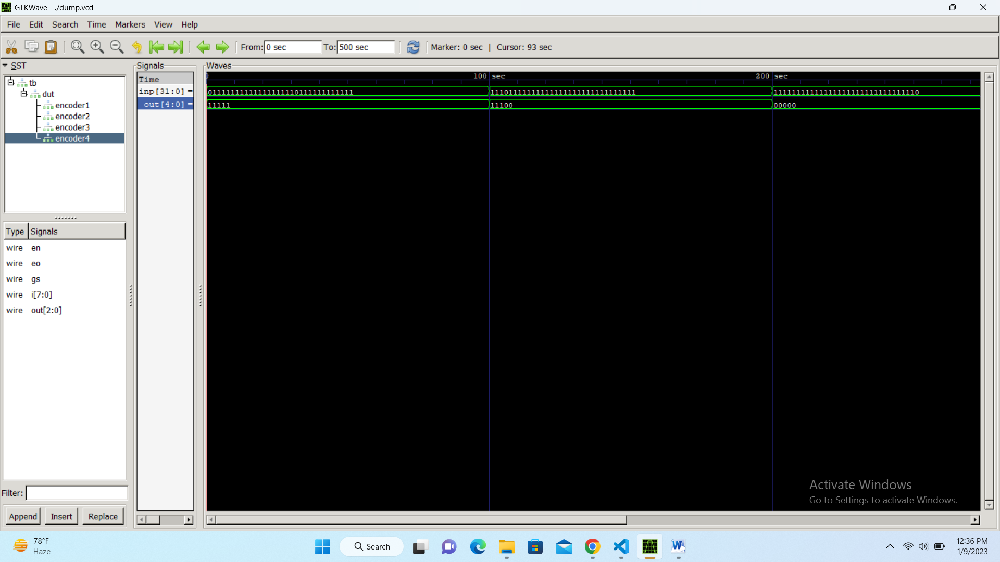 GTKWave - ./dump.vcd
File Edit Search Time Markers View Help
From: 0 sec To: 500 sec Marker: 0 sec | Cursor: 93 sec
SST
tb
dut
encoder1
encoder2
encoder3
encoder4
Type Signals
wire en
wire eo
wire gs
wire i[7:0]
wire out[2:0]
Filter:
Append Insert Replace
Signals
Time
inp[31:0] =
out[4:0] =
Waves
0 100 sec 200 sec
01111111111111111110111111111111 11101111111111111111111111111111 11111111111111111111111111111110
11111 11100 00000
Activate Windows
Go to Settings to activate Windows.
78°F
Haze
Search
12:36 PM
1/9/2023